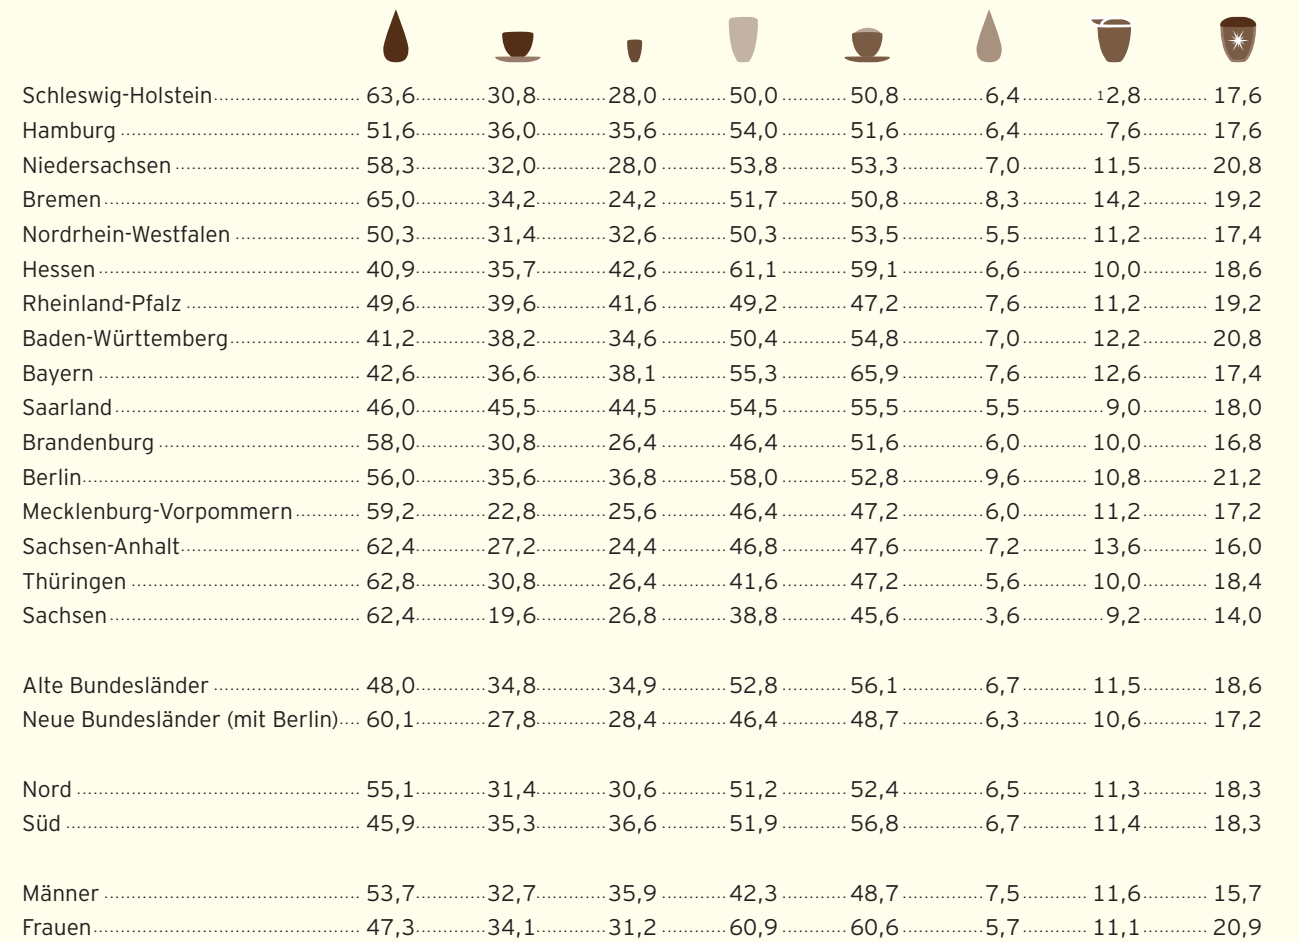 Schleswig-Holstein 63,6 30,8 28,0 50,0 50,8 6,4 12,8 17,6
Hamburg 51,6 36,0 35,6 54,0 51,6 6,4 7,6 17,6
Niedersachsen 58,3 32,0 28,0 53,8 53,3 7,0 11,5 20,8
Bremen 65,0 34,2 24,2 51,7 50,8 8,3 14,2 19,2
Nordrhein-Westfalen 50,3 31,4 32,6 50,3 53,5 5,5 11,2 17,4
Hessen 40,9 35,7 42,6 61,1 59,1 6,6 10,0 18,6
Rheinland-Pfalz 49,6 39,6 41,6 49,2 47,2 7,6 11,2 19,2
Baden-Württemberg 41,2 38,2 34,6 50,4 54,8 7,0 12,2 20,8
Bayern 42,6 36,6 38,1 55,3 65,9 7,6 12,6 17,4
Saarland 46,0 45,5 44,5 54,5 55,5 5,5 9,0 18,0
Brandenburg 58,0 30,8 26,4 46,4 51,6 6,0 10,0 16,8
Berlin 56,0 35,6 36,8 58,0 52,8 9,6 10,8 21,2
Mecklenburg-Vorpommern 59,2 22,8 25,6 46,4 47,2 6,0 11,2 17,2
Sachsen-Anhalt 62,4 27,2 24,4 46,8 47,6 7,2 13,6 16,0
Thüringen 62,8 30,8 26,4 41,6 47,2 5,6 10,0 18,4
Sachsen 62,4 19,6 26,8 38,8 45,6 3,6 9,2 14,0
Alte Bundesländer 48,0 34,8 34,9 52,8 56,1 6,7 11,5 18,6
Neue Bundesländer (mit Berlin) 60,1 27,8 28,4 46,4 48,7 6,3 10,6 17,2
Nord 55,1 31,4 30,6 51,2 52,4 6,5 11,3 18,3
Süd 45,9 35,3 36,6 51,9 56,8 6,7 11,4 18,3
Männer 53,7 32,7 35,9 42,3 48,7 7,5 11,6 15,7
Frauen 47,3 34,1 31,2 60,9 60,6 5,7 11,1 20,9